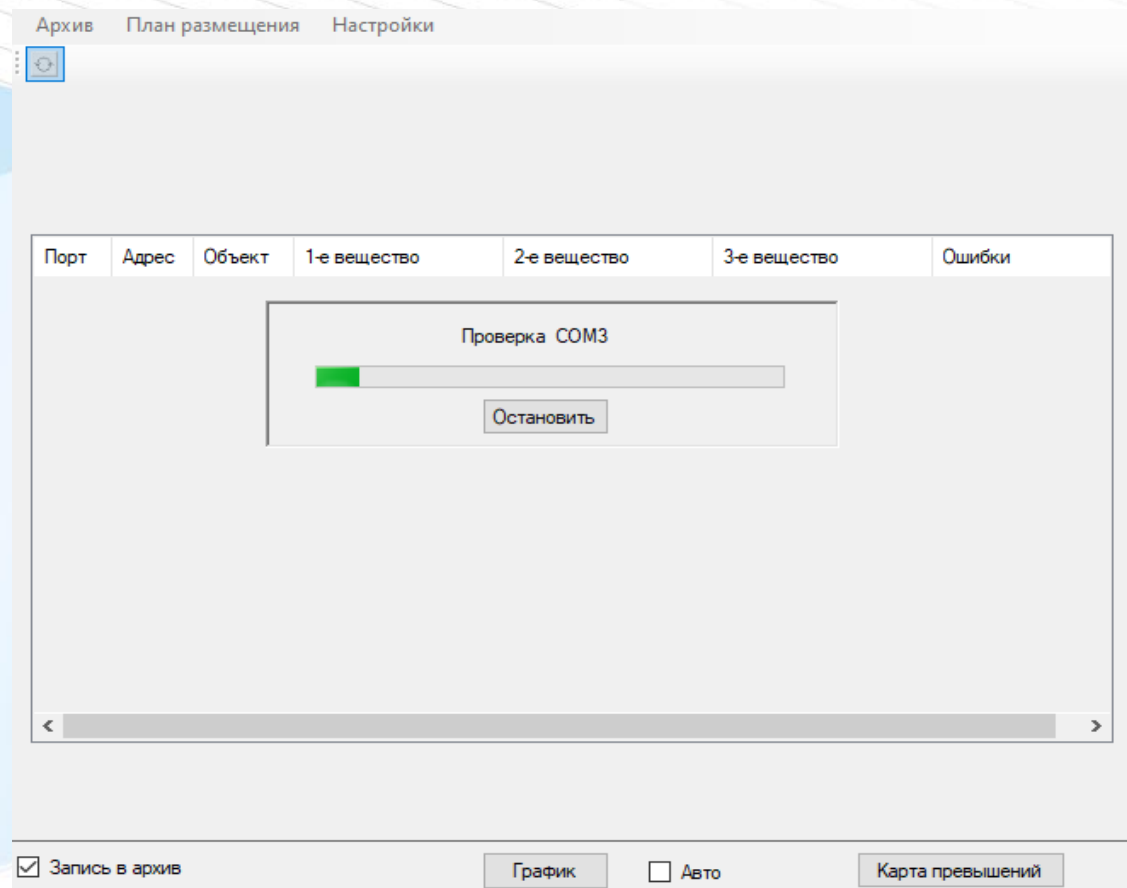 Архив План размещения Настройки
Порт Адрес Объект 1-е вещество 2-е вещество 3-е вещество Ошибки
Проверка COM3
Остановить
Запись в архив График Авто Карта превышений